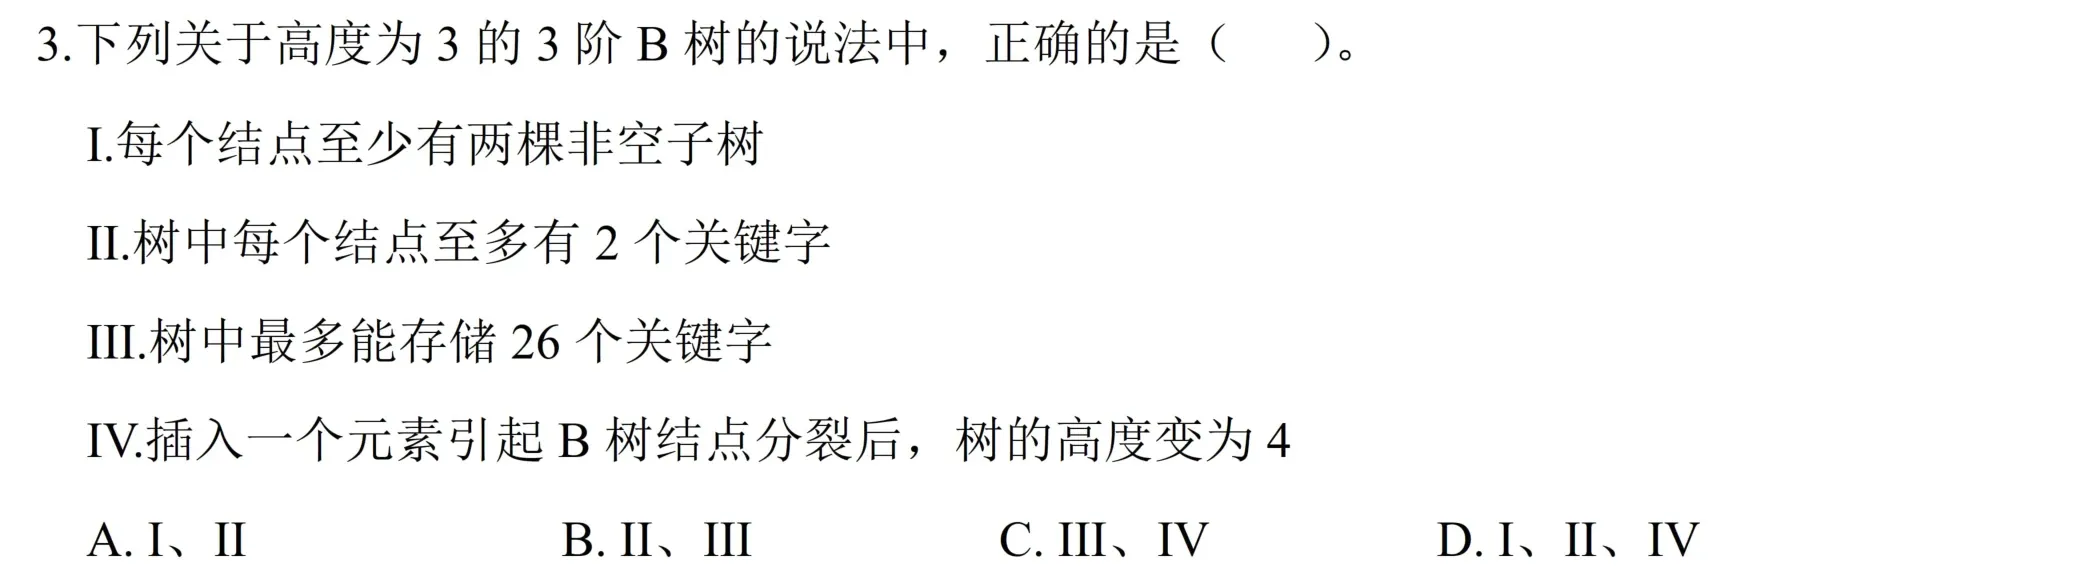 3.下列关于高度为 3 的 3 阶 B 树的说法中，正确的是（　　）。
I.每个结点至少有两棵非空子树
II.树中每个结点至多有 2 个关键字
III.树中最多能存储 26 个关键字
IV.插入一个元素引起 B 树结点分裂后，树的高度变为 4
A. I、II　　B. II、III　　C. III、IV　　D. I、II、IV